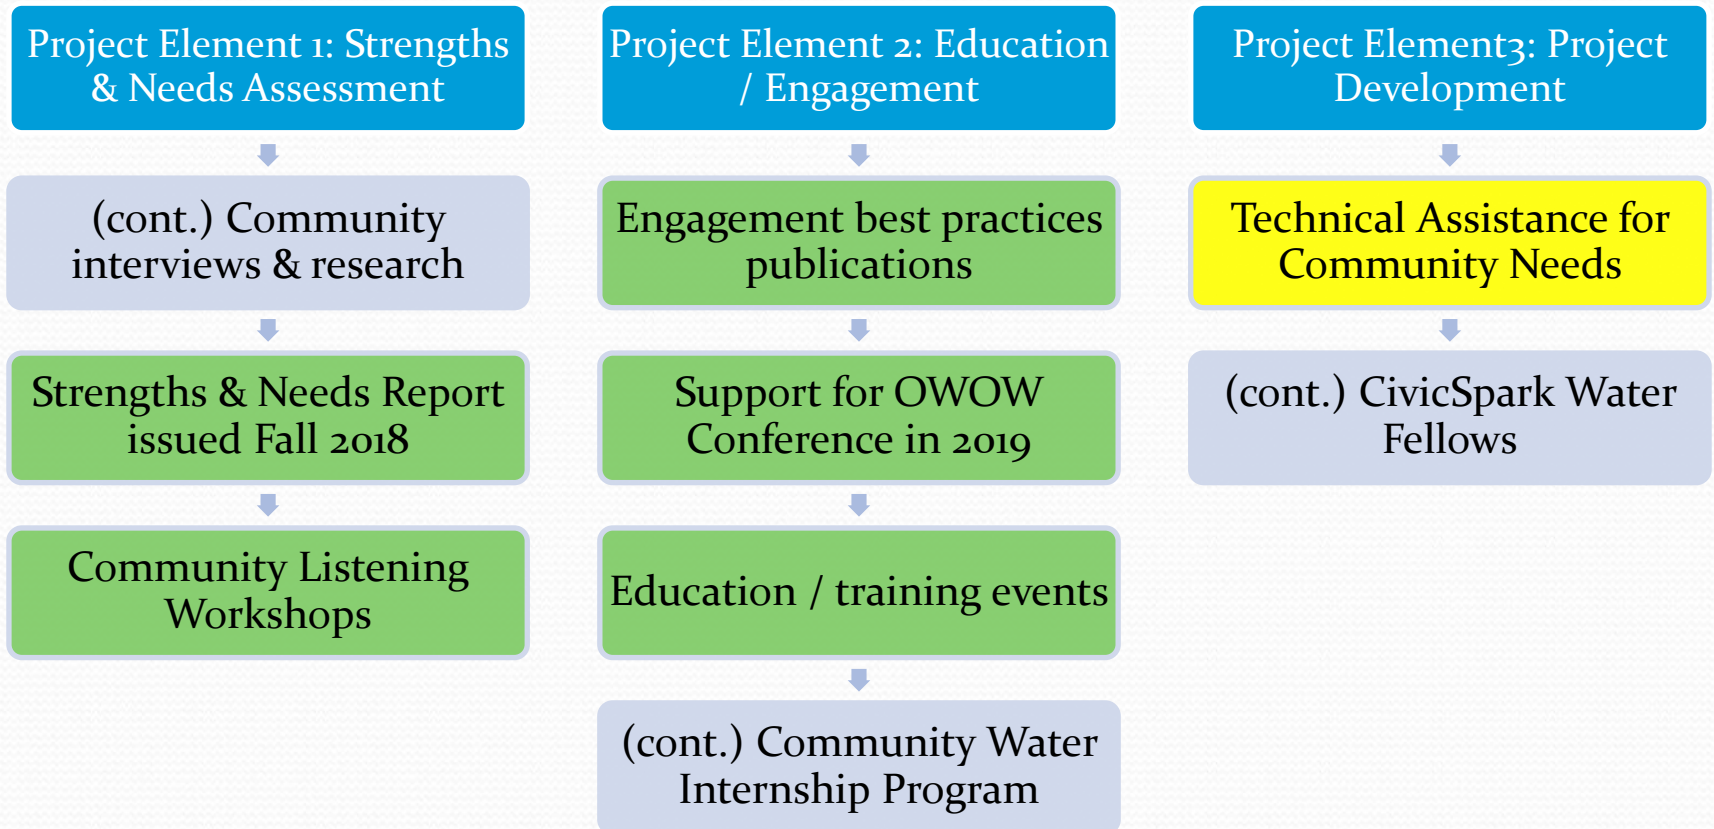 Project Element 1: Strengths
& Needs Assessment
(cont.) Community
interviews & research
Strengths & Needs Report
issued Fall 2018
Community Listening
Workshops
Project Element 2: Education
/ Engagement
Engagement best practices
publications
Support for OWOW
Conference in 2019
Education / training events
(cont.) Community Water
Internship Program
Project Element3: Project
Development
Technical Assistance for
Community Needs
(cont.) CivicSpark Water
Fellows